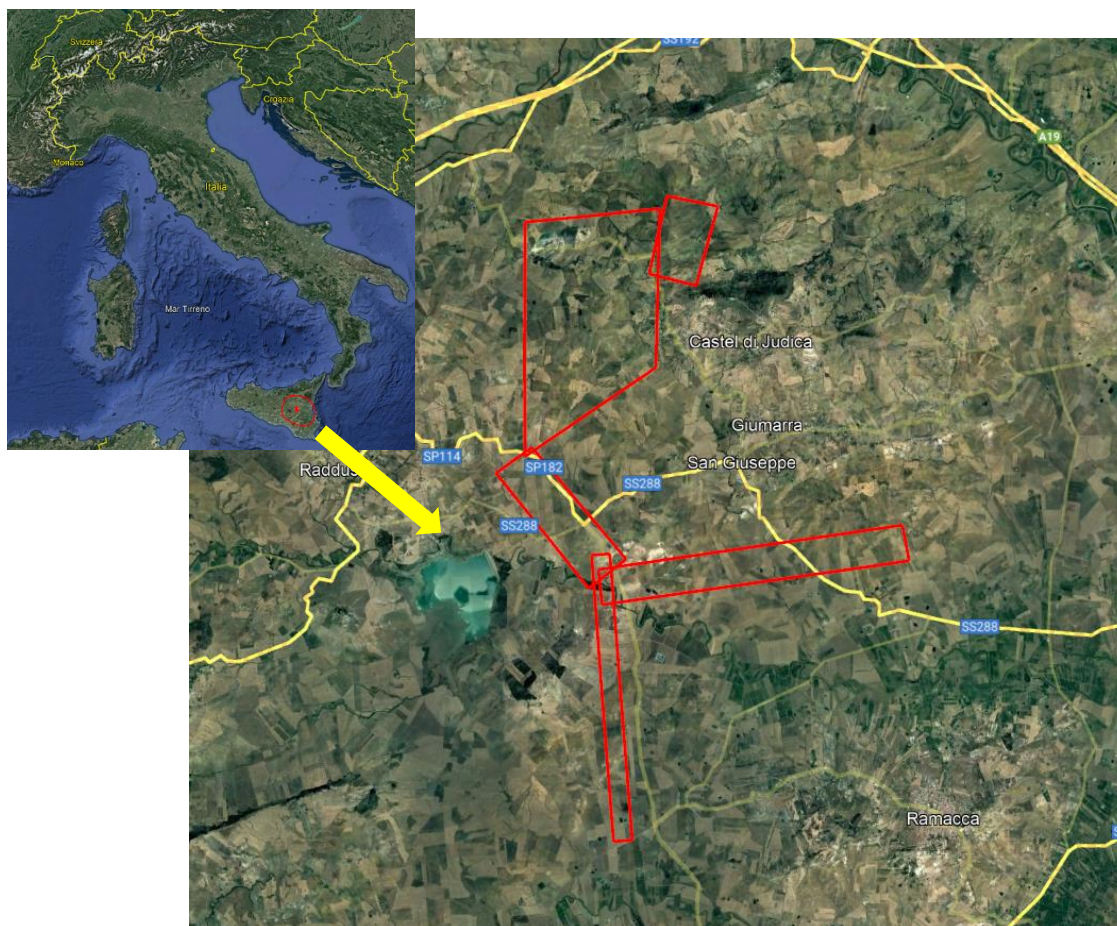 Svizzera
Croazia
Monaco
Italia
Mar Tirreno
SS192
A19
Castel di Judica
Giumarra
San Giuseppe
SP114
SP182
SS288
Raddus
SS288
SS288
Ramacca